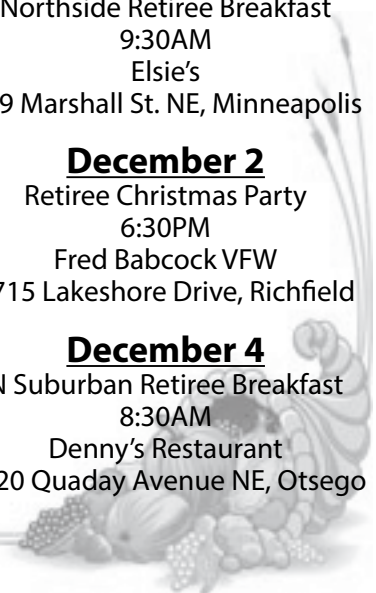 Northside Retiree Breakfast
9:30AM
Elsie's
9 Marshall St. NE, Minneapolis
December 2
Retiree Christmas Party
6:30PM
Fred Babcock VFW
715 Lakeshore Drive, Richfield
December 4
N Suburban Retiree Breakfast
8:30AM
Denny’s Restaurant
20 Quaday Avenue NE, Otsego